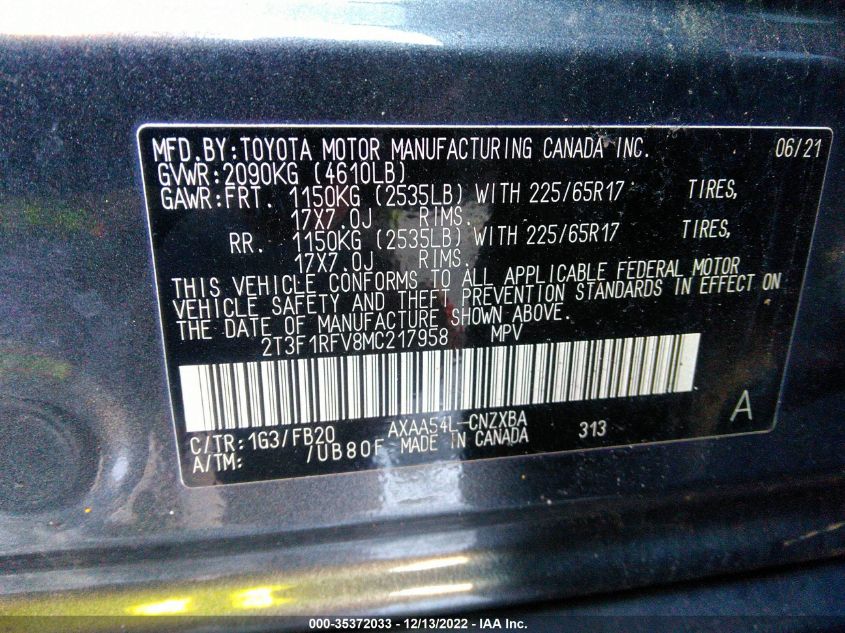 MFD.BY:TOYOTA MOTOR MANUFACTURING CANADA INC. 06/21
GVWR:2090KG (4610LB)
GAWR:FRT. 1150KG (2535LB) WITH 225/65R17 TIRES,
17X7.0J RIMS.
RR. 1150KG (2535LB) WITH 225/65R17 TIRES,
17X7.0J RIMS.
THIS VEHICLE CONFORMS TO ALL APPLICABLE FEDERAL MOTOR
VEHICLE SAFETY AND THEFT PREVENTION STANDARDS IN EFFECT ON
THE DATE OF MANUFACTURE SHOWN ABOVE.
2T3F1RFV8MC217958 MPV
C/TR:1G3/FB20 AXAA54L-CNZXBA 313 A
A/TM: /UB80F MADE IN CANADA
000-35372033 - 12/13/2022 - IAA Inc.